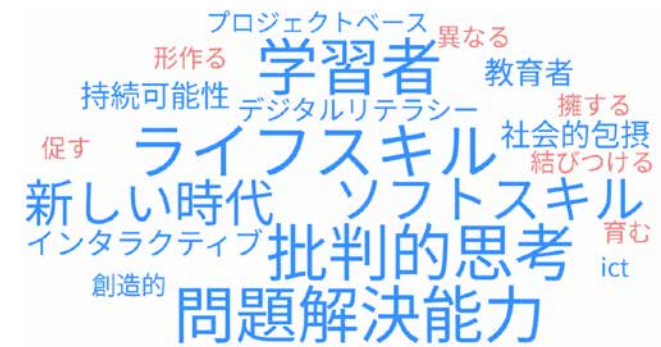 プロジェクトベース
異なる
形作る
学習者
教育者
持続可能性
デジタルリテラシー
擁する
促す
ライフスキル
社会的包摂
結びつける
新しい時代
ソフトスキル
育む
インタラクティブ
批判的思考
ict
創造的
問題解決能力